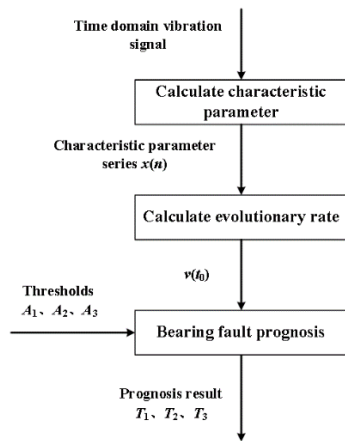 Time domain vibration
signal
Calculate characteristic
parameter
Characteristic parameter
series x(n)
Calculate evolutionary rate
v(t₀)
Thresholds
A₁、A₂、A₃
Bearing fault prognosis
Prognosis result
T₁、T₂、T₃